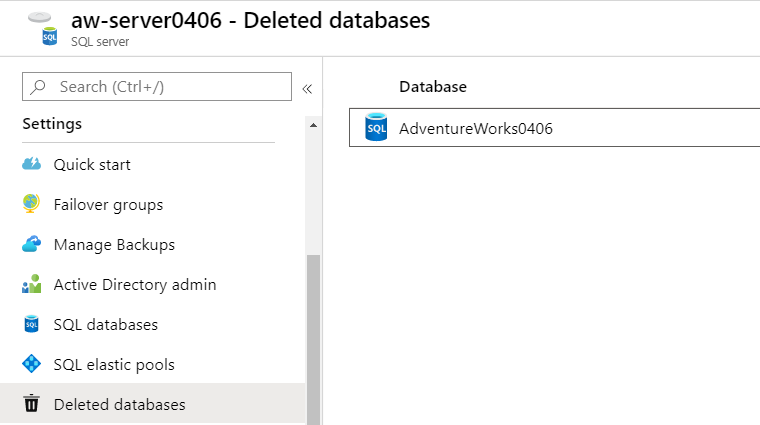 aw-server0406 - Deleted databases
SQL server
Search (Ctrl+/)
«
Settings
Quick start
Failover groups
Manage Backups
Active Directory admin
SQL databases
SQL elastic pools
Deleted databases
Database
SQL
AdventureWorks0406